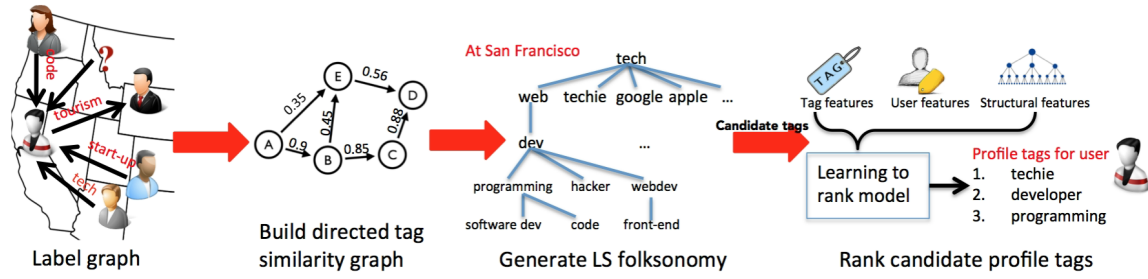 node
?
tourism
start-up
tech
Label graph
E
0.56
D
0.35
0.45
0.88
A
0.9
B
0.85
C
Build directed tag
similarity graph
At San Francisco
tech
web techie google apple ...
dev ...
programming hacker webdev
software dev code front-end
Generate LS folksonomy
Candidate tags
TAG
Tag features User features Structural features
Learning to
rank model
Profile tags for user
1. techie
2. developer
3. programming
Rank candidate profile tags